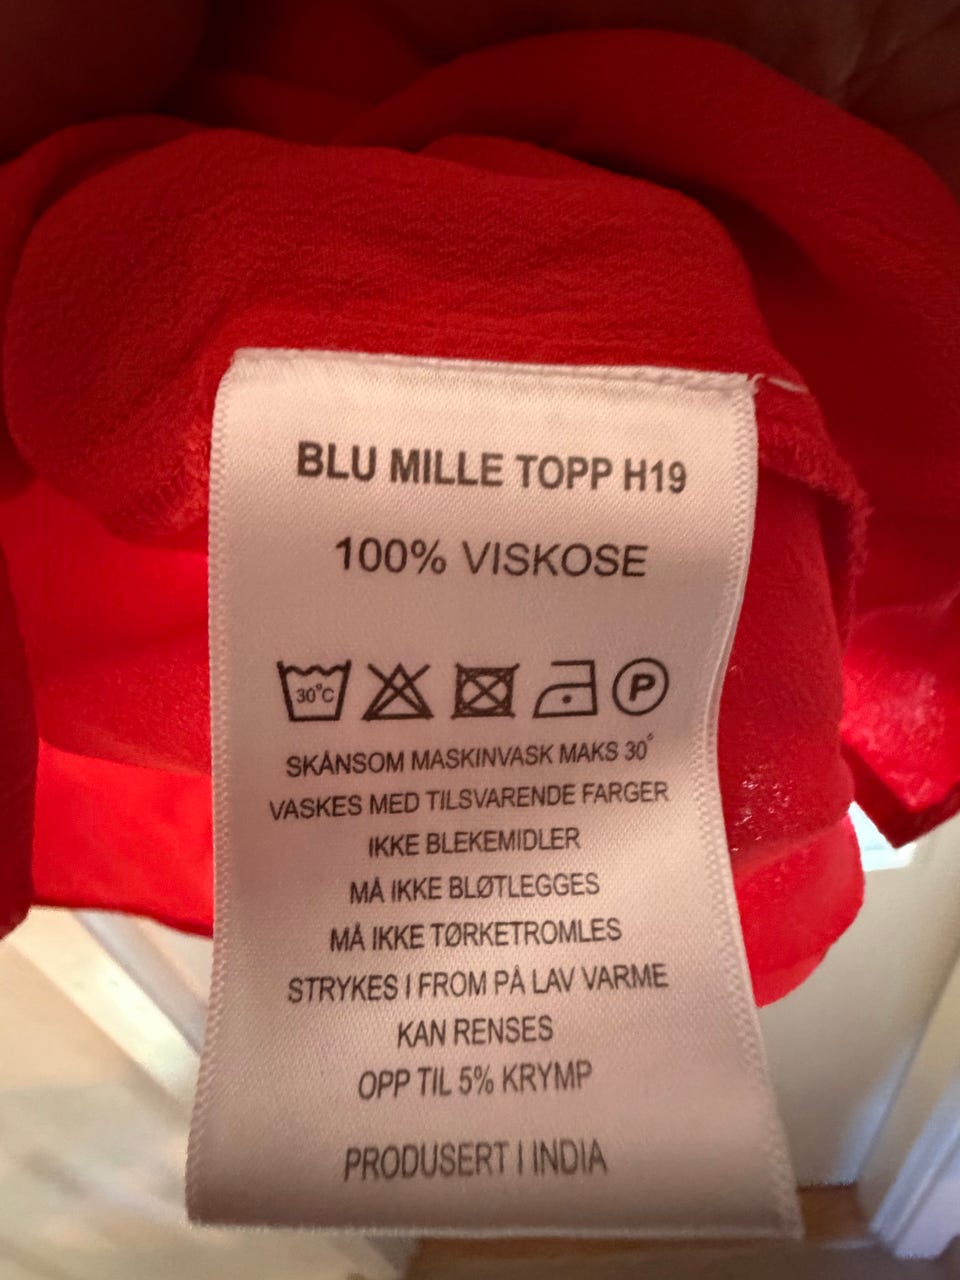 BLU MILLE TOPP H19
100% VISKOSE
30°C P
SKÅNSOM MASKINVASK MAKS 30°
VASKES MED TILSVARENDE FARGER
IKKE BLEKEMIDLER
MÅ IKKE BLØTLEGGES
MÅ IKKE TØRKETROMLES
STRYKES I FROM PÅ LAV VARME
KAN RENSES
OPP TIL 5% KRYMP
PRODUSERT I INDIA